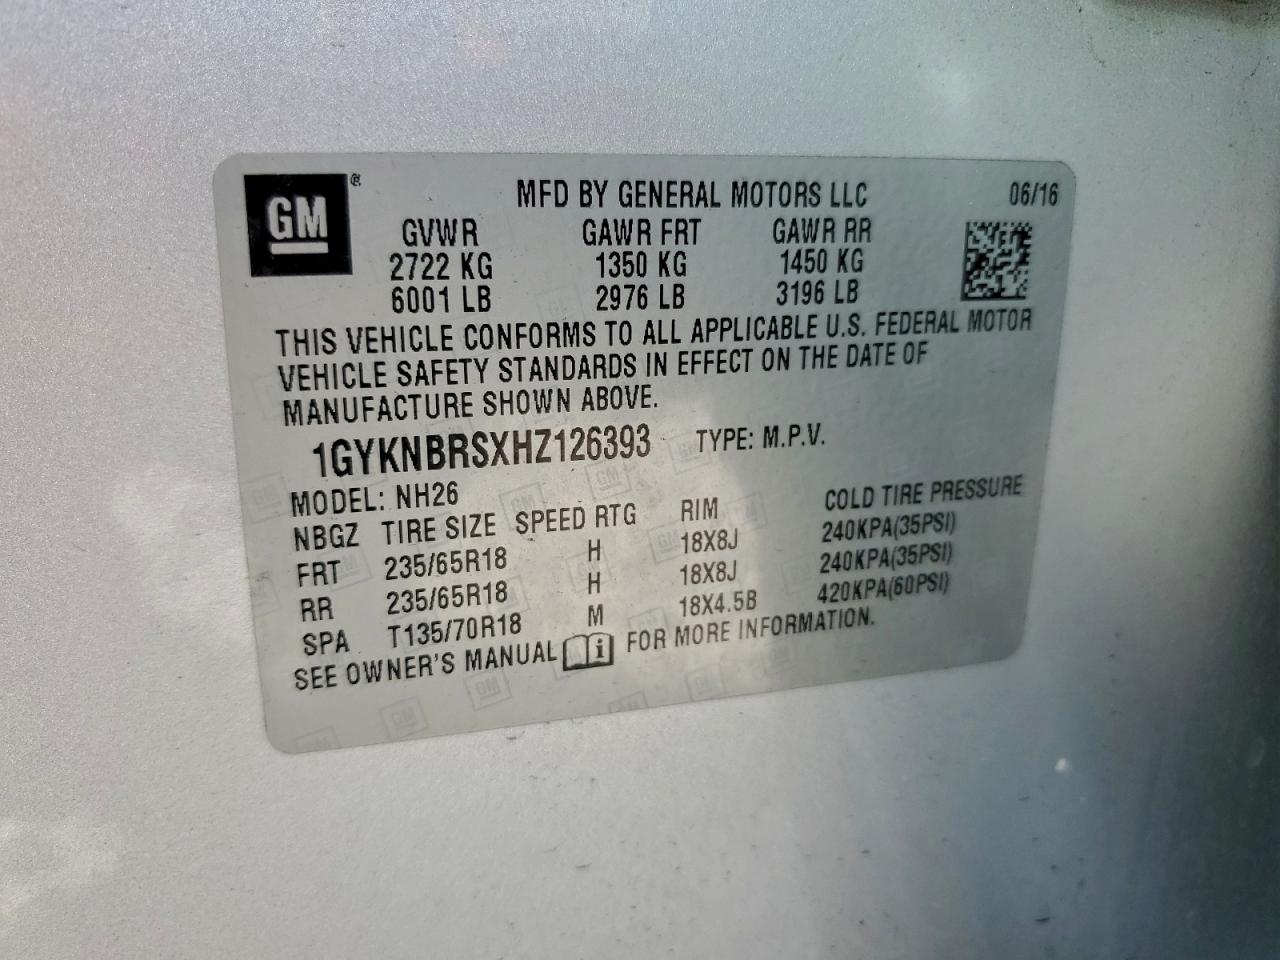 GM ® MFD BY GENERAL MOTORS LLC 06/16
GVWR GAWR FRT GAWR RR
2722 KG 1350 KG 1450 KG
6001 LB 2976 LB 3196 LB
THIS VEHICLE CONFORMS TO ALL APPLICABLE U.S. FEDERAL MOTOR
VEHICLE SAFETY STANDARDS IN EFFECT ON THE DATE OF
MANUFACTURE SHOWN ABOVE.
1GYKNBRSXHZ126393 TYPE: M.P.V.
MODEL: NH26
NBGZ TIRE SIZE SPEED RTG RIM COLD TIRE PRESSURE
FRT 235/65R18 H 18X8J 240KPA(35PSI)
RR 235/65R18 H 18X8J 240KPA(35PSI)
SPA T135/70R18 M 18X4.5B 420KPA(60PSI)
SEE OWNER'S MANUAL i FOR MORE INFORMATION.